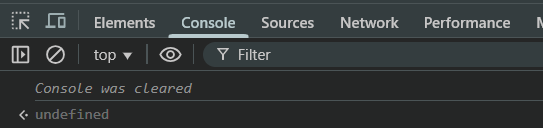 Elements Console Sources Network Performance M
top Filter
Console was cleared
undefined